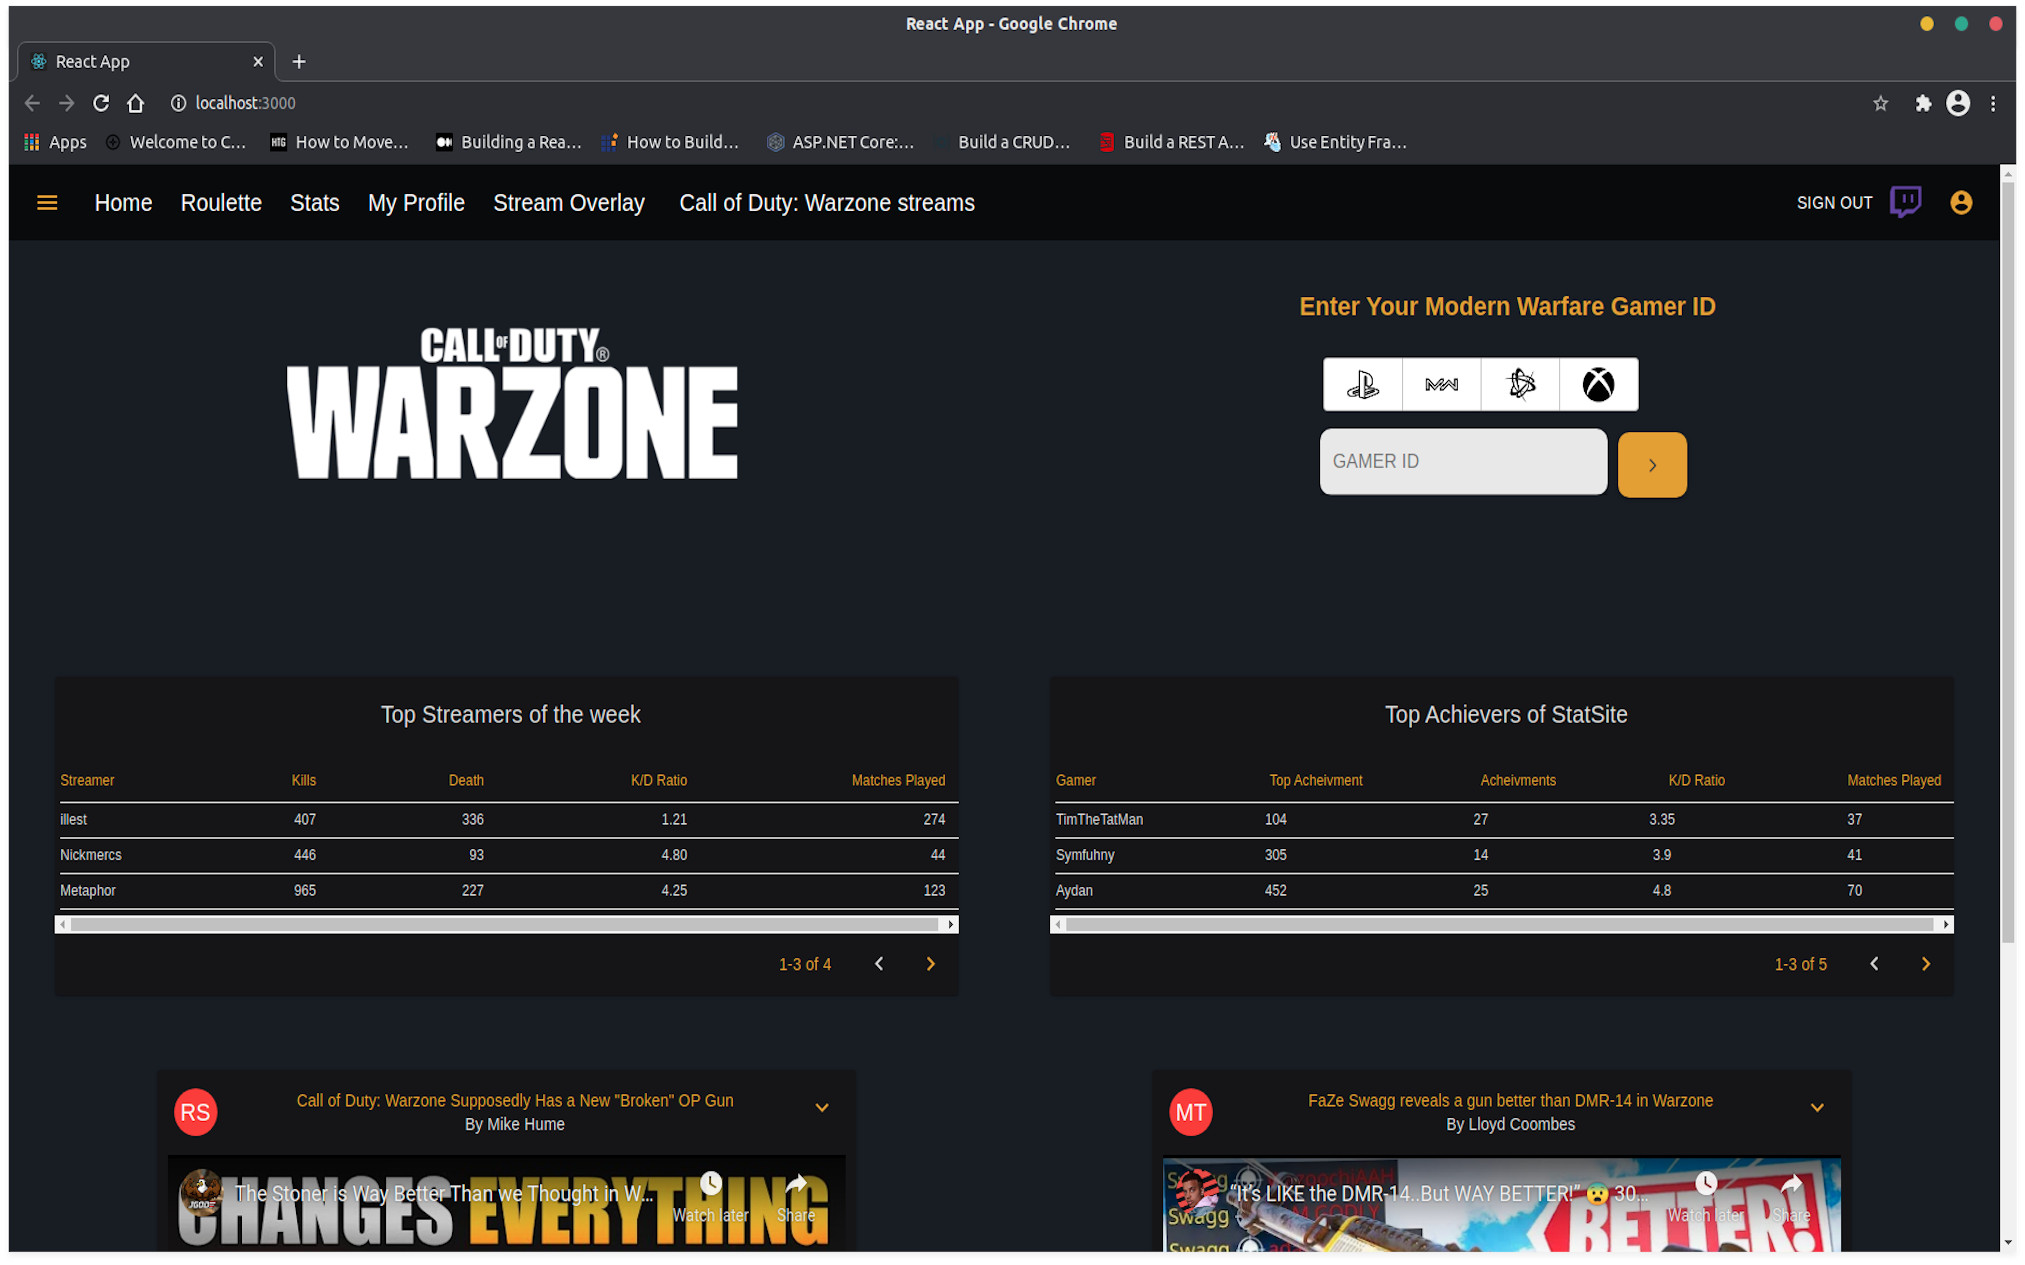 React App - Google Chrome
React App
localhost:3000
Apps Welcome to C... How to Move... Building a Rea... How to Build... ASP.NET Core:... Build a CRUD... Build a REST A... Use Entity Fra...
Home Roulette Stats My Profile Stream Overlay Call of Duty: Warzone streams SIGN OUT
CALL OF DUTY®
WARZONE
Enter Your Modern Warfare Gamer ID
GAMER ID
Top Streamers of the week
Streamer Kills Death K/D Ratio Matches Played
illest 407 336 1.21 274
Nickmercs 446 93 4.80 44
Metaphor 965 227 4.25 123
1-3 of 4
Top Achievers of StatSite
Gamer Top Acheivment Acheivments K/D Ratio Matches Played
TimTheTatMan 104 27 3.35 37
Symfuhny 305 14 3.9 41
Aydan 452 25 4.8 70
1-3 of 5
RS
Call of Duty: Warzone Supposedly Has a New "Broken" OP Gun
By Mike Hume
The Stoner is Way Better Than we Thought in W...
Watch later Share
CHANGES EVERYTHING
MT
FaZe Swagg reveals a gun better than DMR-14 in Warzone
By Lloyd Coombes
"It's LIKE the DMR-14..But WAY BETTER!" 😨 30...
Watch later Share
Swagg
Swagg
BETTER!